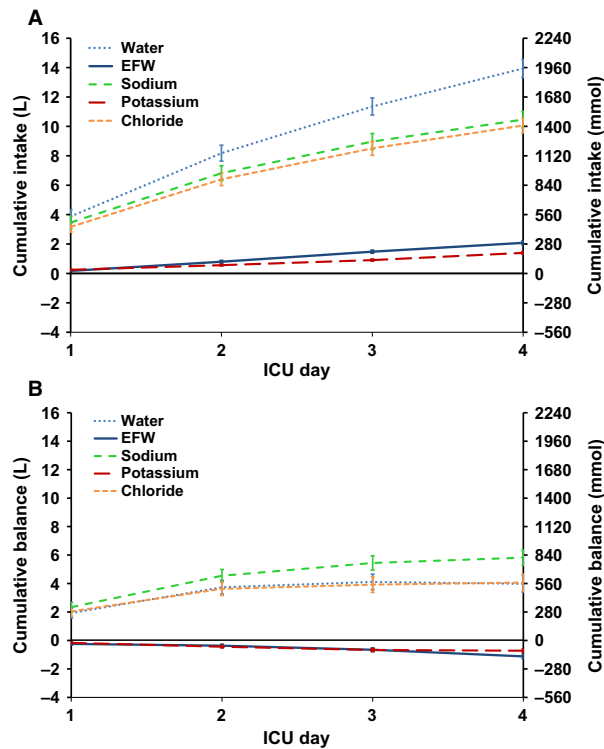 A
16
14
12
10
8
6
4
2
0
–2
–4
Cumulative intake (L)
Water
EFW
Sodium
Potassium
Chloride
2240
1960
1680
1400
1120
840
560
280
0
–280
–560
Cumulative intake (mmol)
1 2 3 4
ICU day
B
16
14
12
10
8
6
4
2
0
–2
–4
Cumulative balance (L)
Water
EFW
Sodium
Potassium
Chloride
2240
1960
1680
1400
1120
840
560
280
0
–280
–560
Cumulative balance (mmol)
1 2 3 4
ICU day